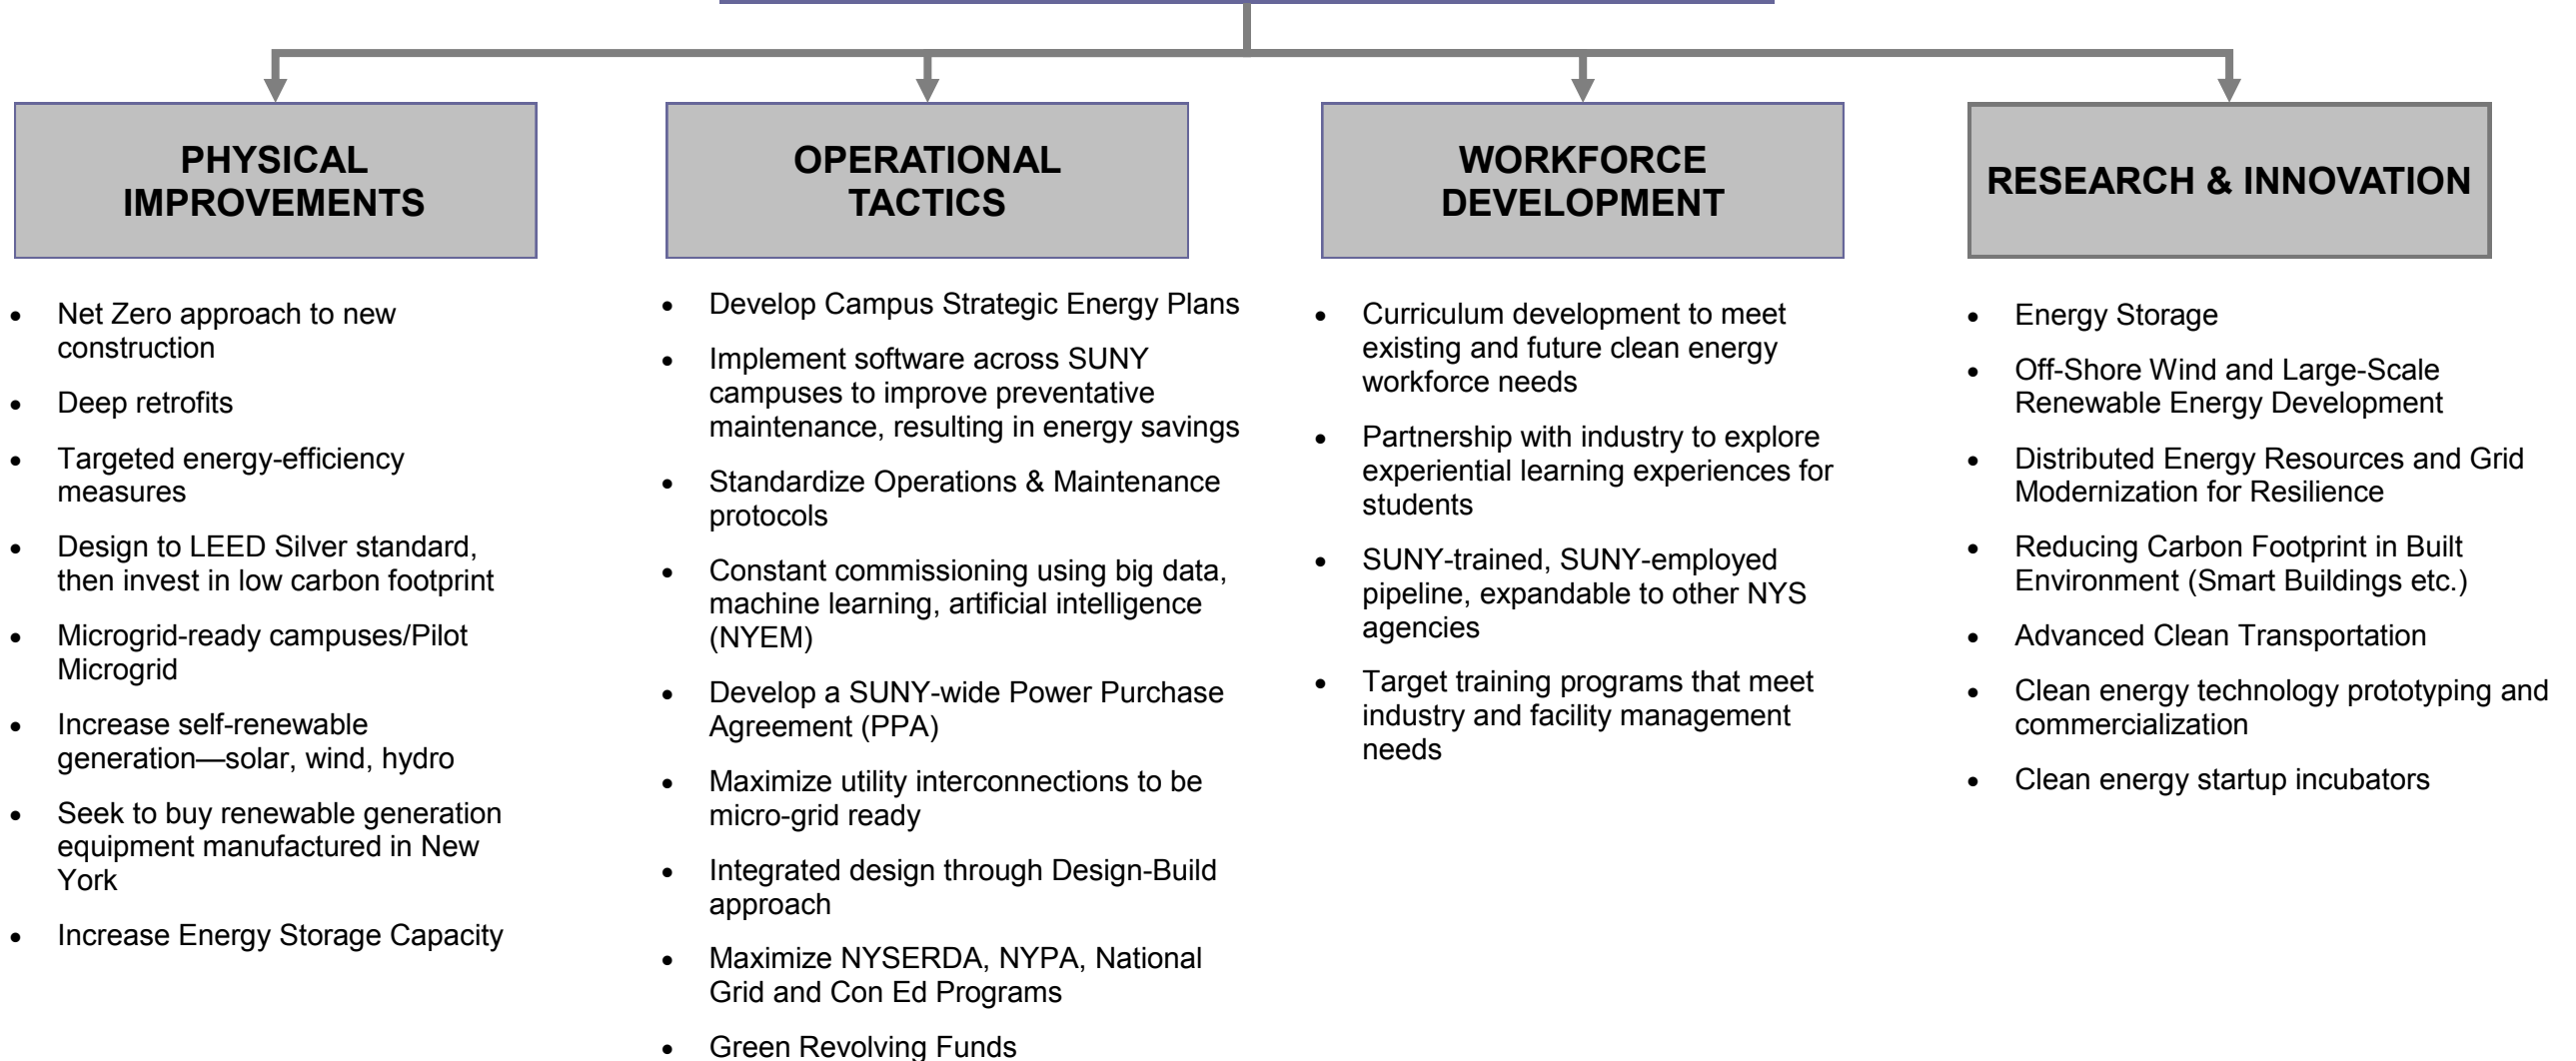 PHYSICAL
IMPROVEMENTS
• Net Zero approach to new
construction
• Deep retrofits
• Targeted energy-efficiency
measures
• Design to LEED Silver standard,
then invest in low carbon footprint
• Microgrid-ready campuses/Pilot
Microgrid
• Increase self-renewable
generation—solar, wind, hydro
• Seek to buy renewable generation
equipment manufactured in New
York
• Increase Energy Storage Capacity
OPERATIONAL
TACTICS
• Develop Campus Strategic Energy Plans
• Implement software across SUNY
campuses to improve preventative
maintenance, resulting in energy savings
• Standardize Operations & Maintenance
protocols
• Constant commissioning using big data,
machine learning, artificial intelligence
(NYEM)
• Develop a SUNY-wide Power Purchase
Agreement (PPA)
• Maximize utility interconnections to be
micro-grid ready
• Integrated design through Design-Build
approach
• Maximize NYSERDA, NYPA, National
Grid and Con Ed Programs
• Green Revolving Funds
WORKFORCE
DEVELOPMENT
• Curriculum development to meet
existing and future clean energy
workforce needs
• Partnership with industry to explore
experiential learning experiences for
students
• SUNY-trained, SUNY-employed
pipeline, expandable to other NYS
agencies
• Target training programs that meet
industry and facility management
needs
RESEARCH & INNOVATION
• Energy Storage
• Off-Shore Wind and Large-Scale
Renewable Energy Development
• Distributed Energy Resources and Grid
Modernization for Resilience
• Reducing Carbon Footprint in Built
Environment (Smart Buildings etc.)
• Advanced Clean Transportation
• Clean energy technology prototyping and
commercialization
• Clean energy startup incubators